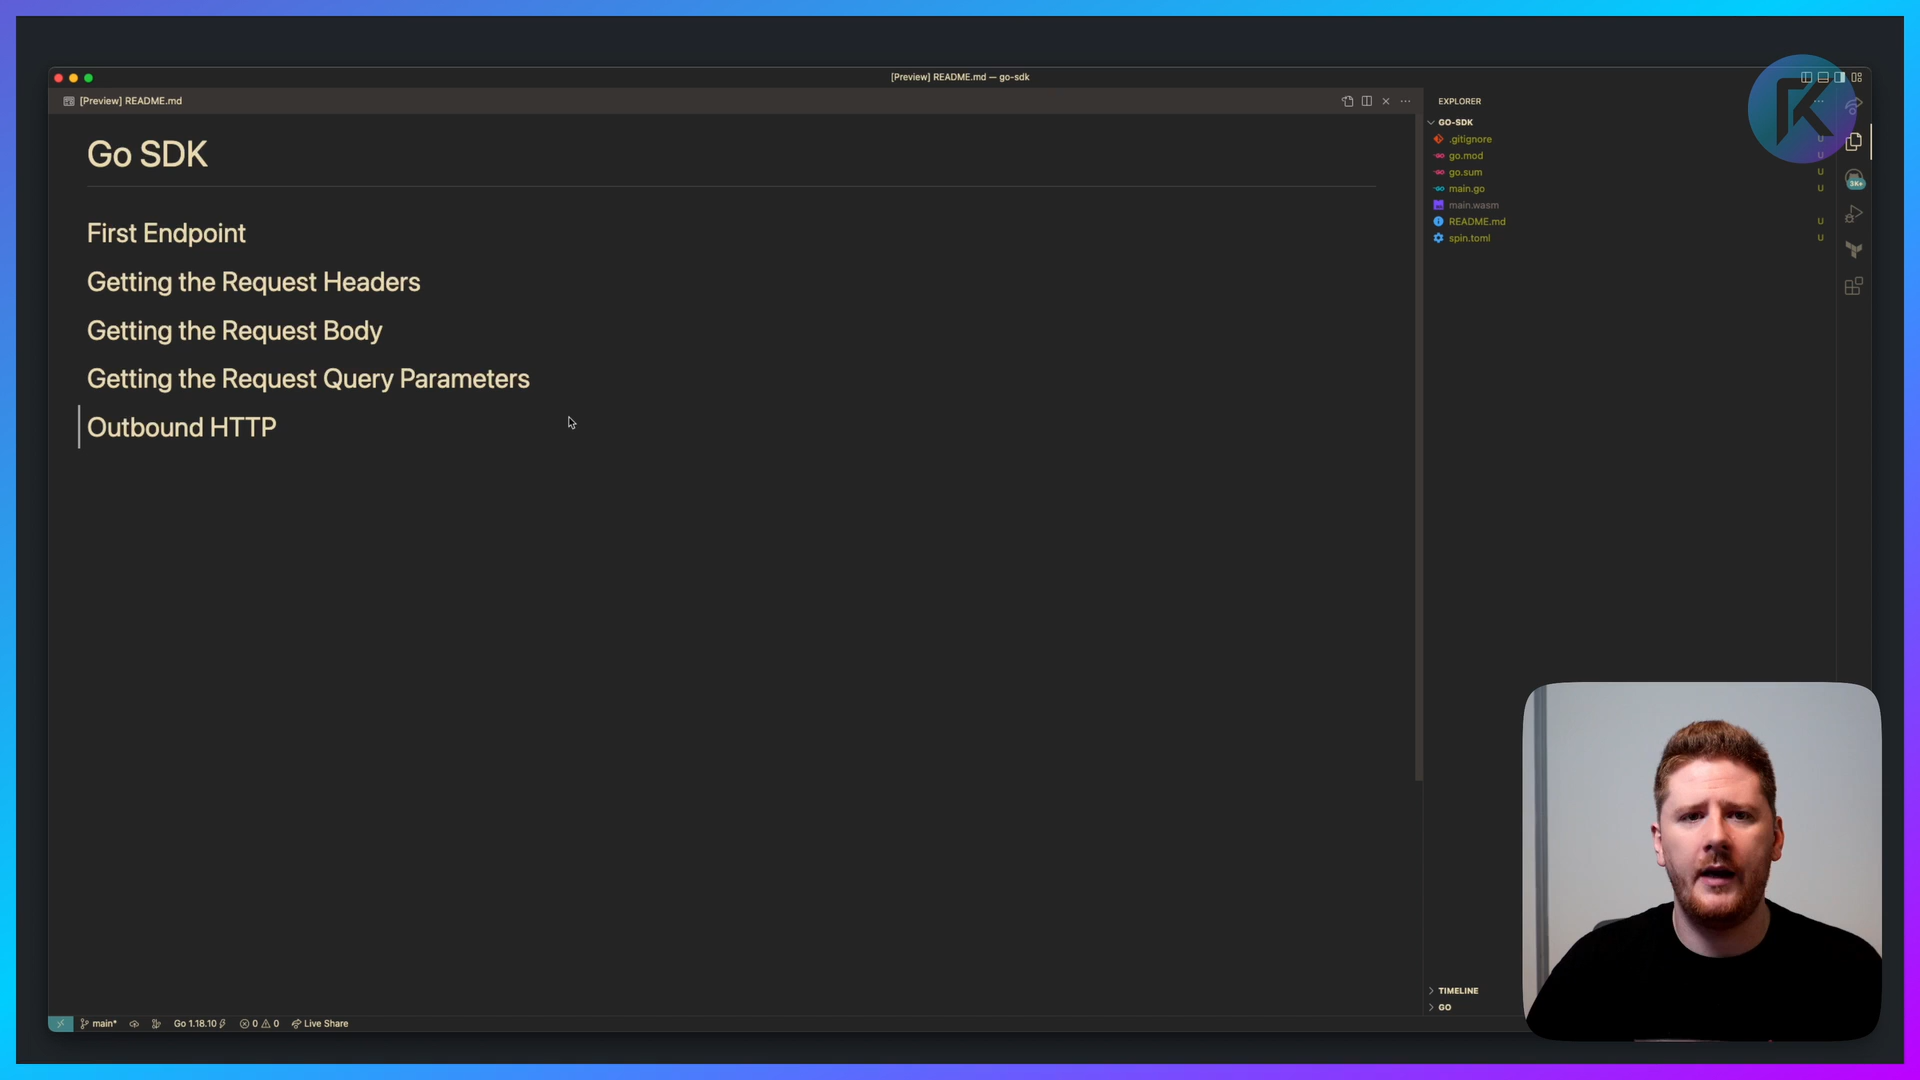 [Preview] README.md — go-sdk
[Preview] README.md
Go SDK
First Endpoint
Getting the Request Headers
Getting the Request Body
Getting the Request Query Parameters
Outbound HTTP
EXPLORER
GO-SDK
.gitignore U
go.mod U
go.sum U
main.go U
main.wasm
README.md U
spin.toml U
3K+
TIMELINE
GO
main*
Go 1.18.10
0 0
Live Share